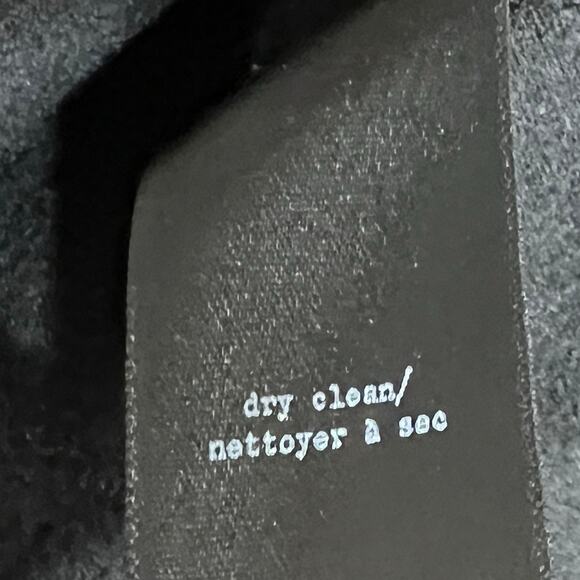 dry clean/
nettoyer à sec